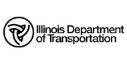 Illinois Department
of Transportation